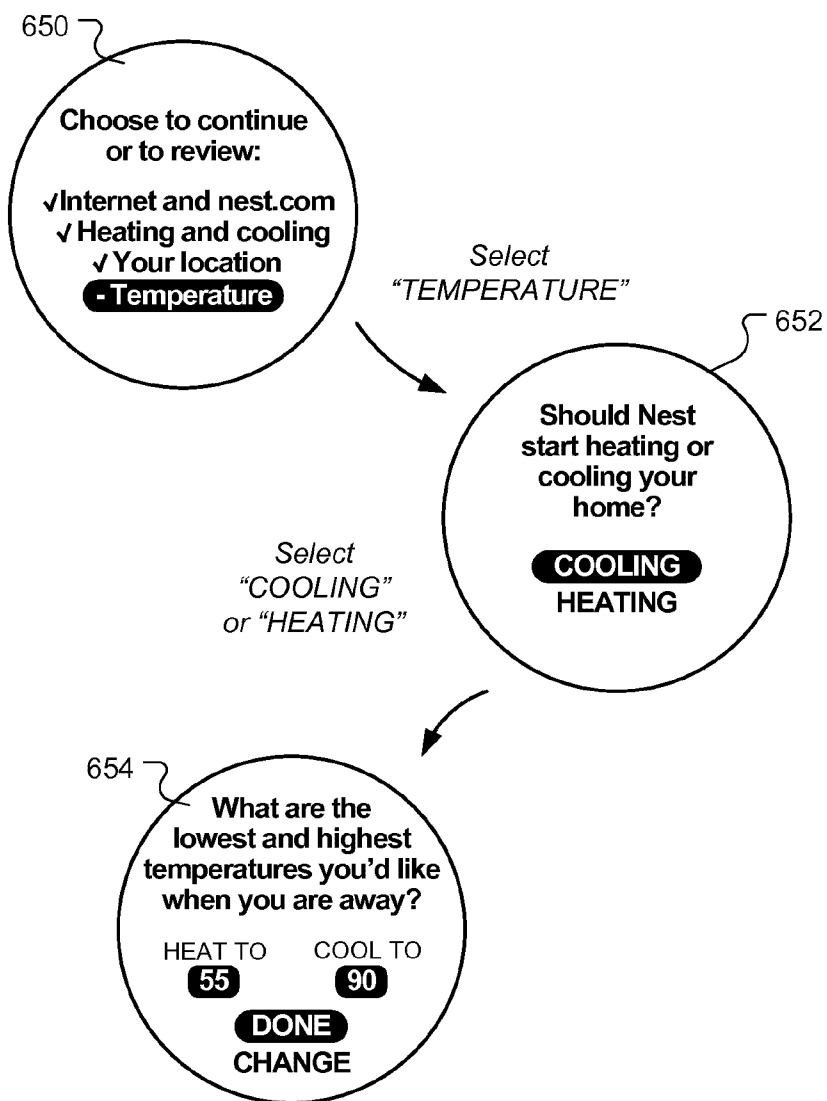 650
Choose to continue
or to review:
√Internet and nest.com
√ Heating and cooling
√ Your location
- Temperature
Select
“TEMPERATURE”
652
Should Nest
start heating or
cooling your
home?
COOLING
HEATING
Select
“COOLING”
or “HEATING”
654
What are the
lowest and highest
temperatures you’d like
when you are away?
HEAT TO COOL TO
55 90
DONE
CHANGE